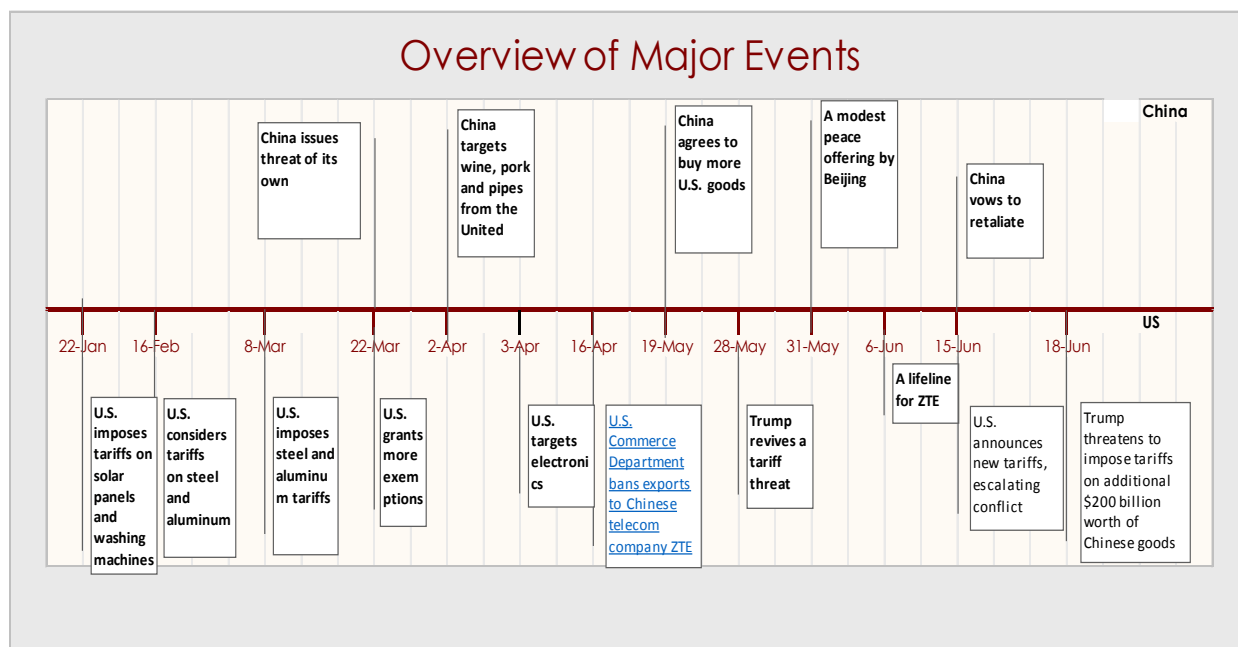 Overview of Major Events
China
China issues
threat of its
own
China
targets
wine, pork
and pipes
from the
United
China
agrees to
buy more
U.S. goods
A modest
peace
offering by
Beijing
China
vows to
retaliate
US
22-Jan 16-Feb 8-Mar 22-Mar 2-Apr 3-Apr 16-Apr 19-May 28-May 31-May 6-Jun 15-Jun 18-Jun
U.S.
imposes
tariffs on
solar
panels
and
washing
machines
U.S.
considers
tariffs
on steel
and
aluminum
U.S.
imposes
steel and
aluminu
m tariffs
U.S.
grants
more
exem
ptions
U.S.
targets
electroni
cs
U.S.
Commerce
Department
bans exports
to Chinese
telecom
company ZTE
Trump
revives a
tariff
threat
A lifeline
for ZTE
U.S.
announces
new tariffs,
escalating
conflict
Trump
threatens to
impose tariffs
on additional
$200 billion
worth of
Chinese goods